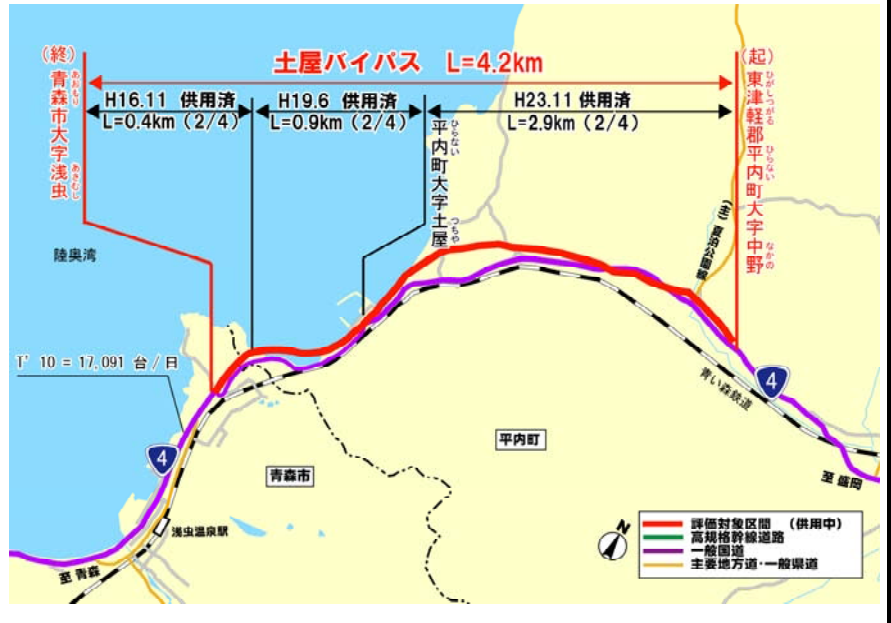 土屋バイパス L=4.2km
(終)
青森市大字浅虫
あおもり
あさむし
(起)
東津軽郡平内町大字中野
ひがしつがる
ひらない
なかの
H16.11 供用済
L=0.4km(2/4)
H19.6 供用済
L=0.9km(2/4)
H23.11 供用済
L=2.9km(2/4)
平内町大字土屋
ひらない
つちや
(主)夏泊公園線
陸奥湾
T' 10 = 17,091 台/日
4
4
青い森鉄道
至 盛岡
平内町
青森市
浅虫温泉駅
至 青森
N
評価対象区間 (供用中)
高規格幹線道路
一般国道
主要地方道・一般県道